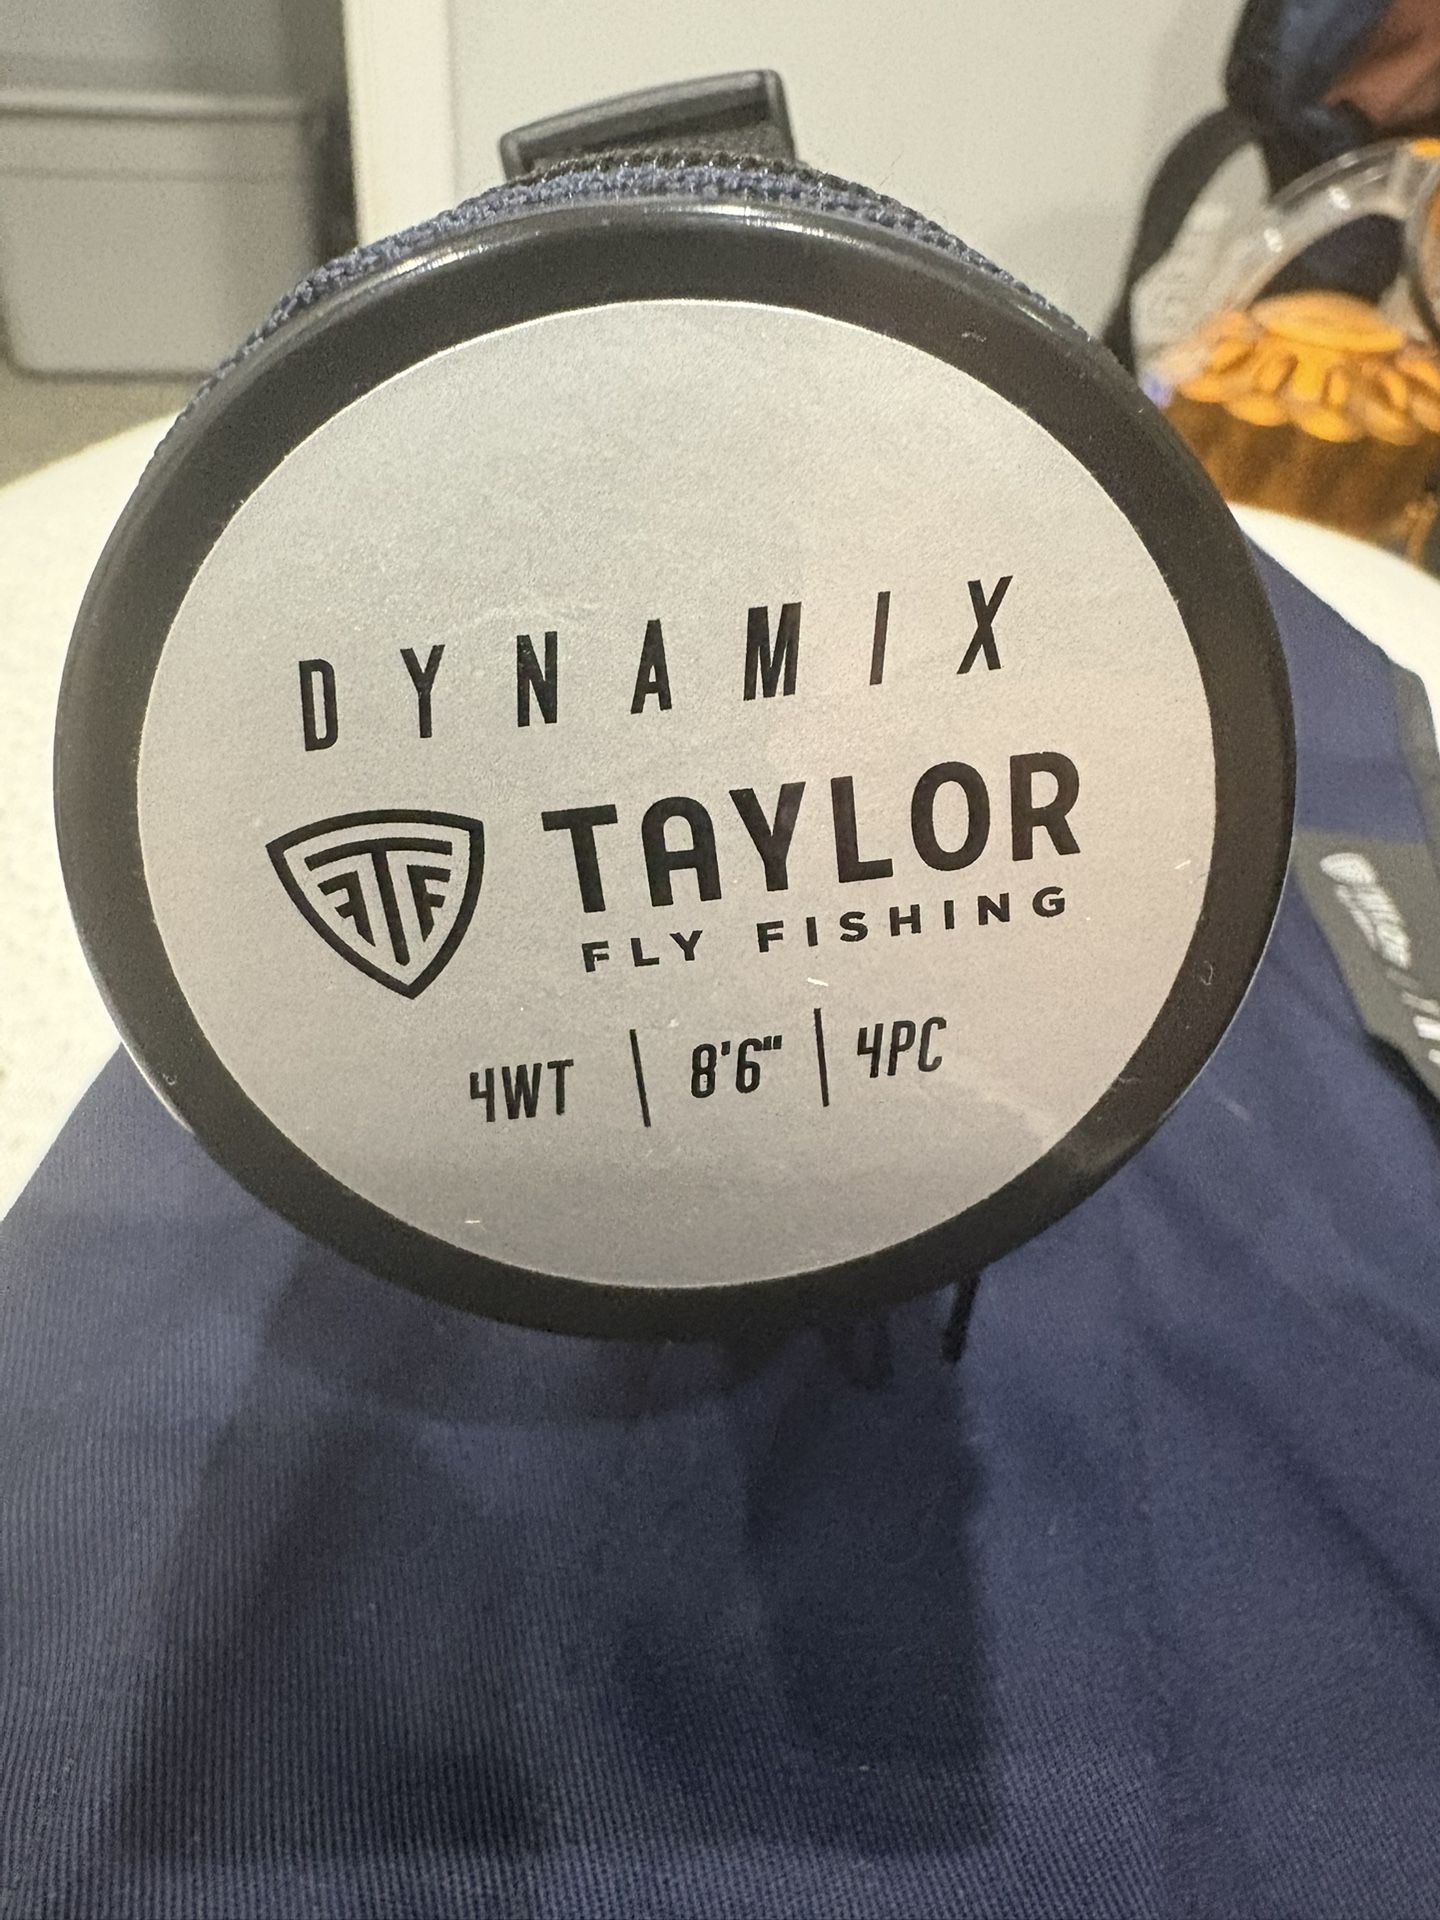 DYNAMIX
TAYLOR
FLY FISHING
4WT | 8'6" | 4PC